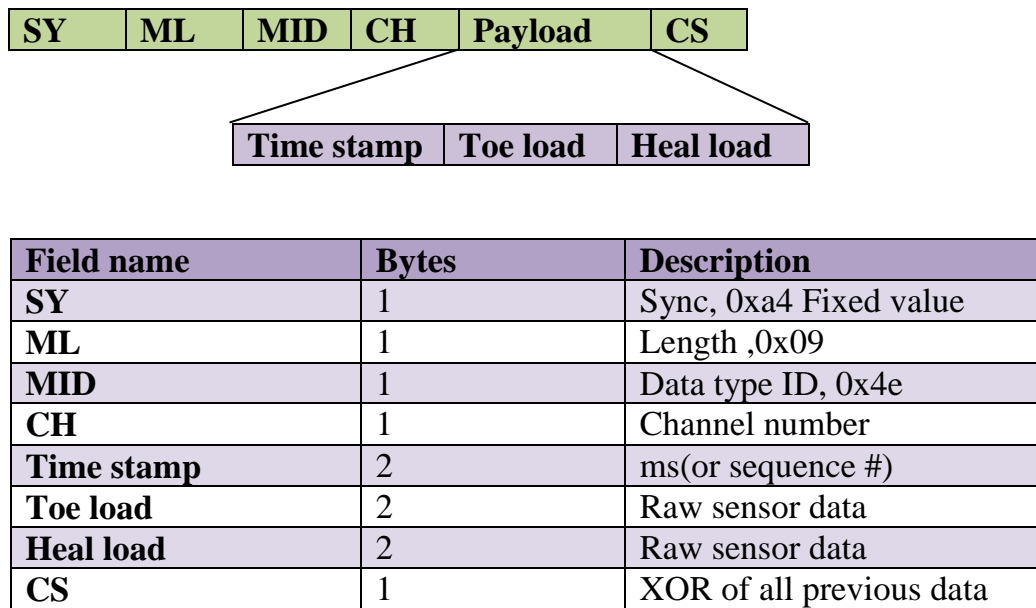 SY ML MID CH Payload CS
Time stamp Toe load Heal load
Field name Bytes Description
SY 1 Sync, 0xa4 Fixed value
ML 1 Length ,0x09
MID 1 Data type ID, 0x4e
CH 1 Channel number
Time stamp 2 ms(or sequence #)
Toe load 2 Raw sensor data
Heal load 2 Raw sensor data
CS 1 XOR of all previous data